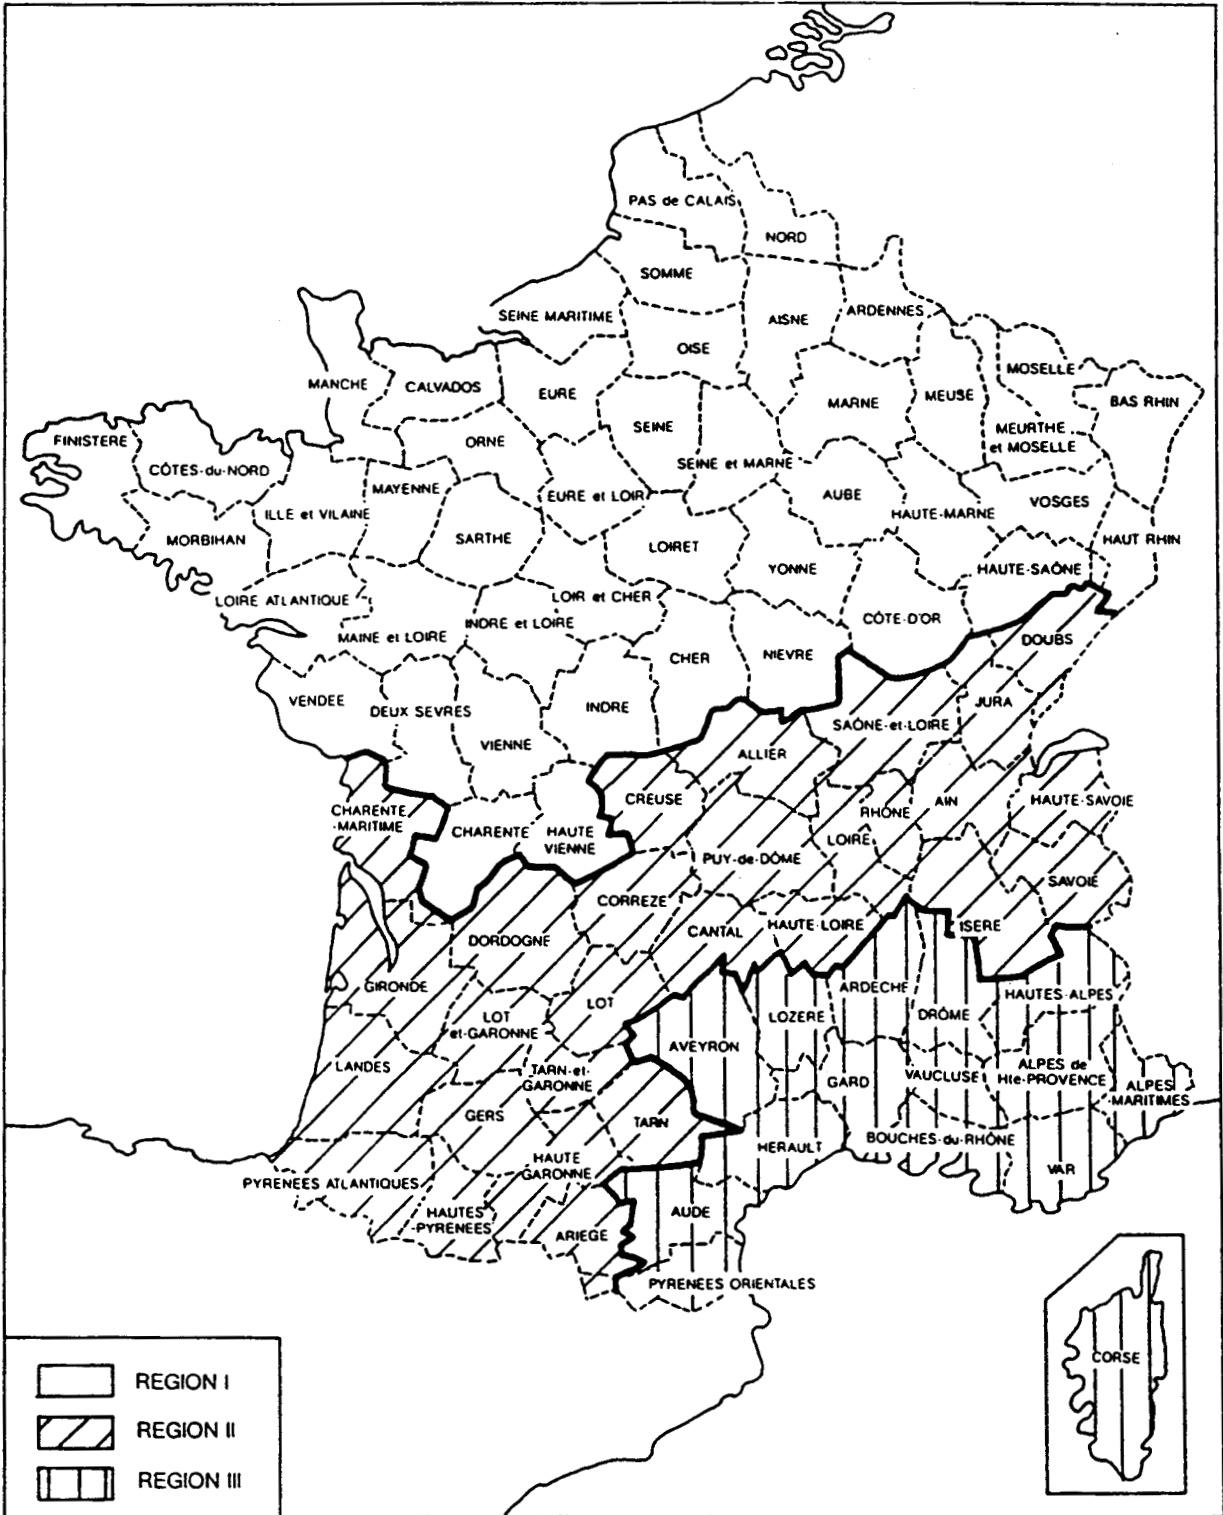 PAS de CALAIS
NORD
SOMME
SEINE MARITIME
AISNE
ARDENNES
OISE
MANCHE
CALVADOS
EURE
MARNE
MEUSE
MOSELLE
BAS RHIN
FINISTERE
ORNE
SEINE
MEURTHE
et MOSELLE
CÔTES-du-NORD
MAYENNE
EURE et LOIR
SEINE et MARNE
AUBE
HAUTE-MARNE
VOSGES
ILLE et VILAINE
MORBIHAN
SARTHE
LOIRET
YONNE
HAUT RHIN
HAUTE-SAÔNE
LOIRE ATLANTIQUE
LOIR et CHER
CÔTE-D'OR
MAINE et LOIRE
INDRE et LOIRE
DOUBS
CHER
NIEVRE
VENDEE
DEUX SEVRES
INDRE
JURA
SAÔNE-et-LOIRE
VIENNE
ALLIER
CREUSE
CHARENTE
-MARITIME
CHARENTE
HAUTE
VIENNE
RHÔNE
AIN
HAUTE-SAVOIE
LOIRE
PUY-de-DÔME
SAVOIE
CORREZE
CANTAL
HAUTE-LOIRE
ISERE
DORDOGNE
GIRONDE
LOT
ARDECHE
HAUTES-ALPES
LOT
et-GARONNE
LOZERE
DRÔME
AVEYRON
LANDES
TARN-et-
GARONNE
GARD
VAUCLUSE
ALPES de
Hte-PROVENCE
ALPES
MARITIMES
GERS
TARN
HERAULT
BOUCHES-du-RHÔNE
HAUTE
GARONNE
VAR
PYRENEES ATLANTIQUES
HAUTES
-PYRENEES
AUDE
ARIEGE
PYRENEES ORIENTALES
CORSE
REGION I
REGION II
REGION III